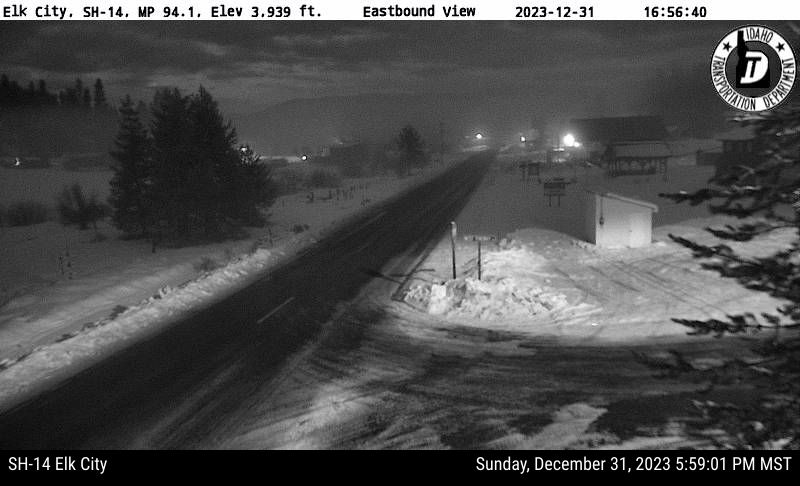 Elk City, SH-14, MP 94.1, Elev 3,939 ft. Eastbound View 2023-12-31 16:56:40
IDAHO
TRANSPORTATION DEPARTMENT
SH-14 Elk City Sunday, December 31, 2023 5:59:01 PM MST